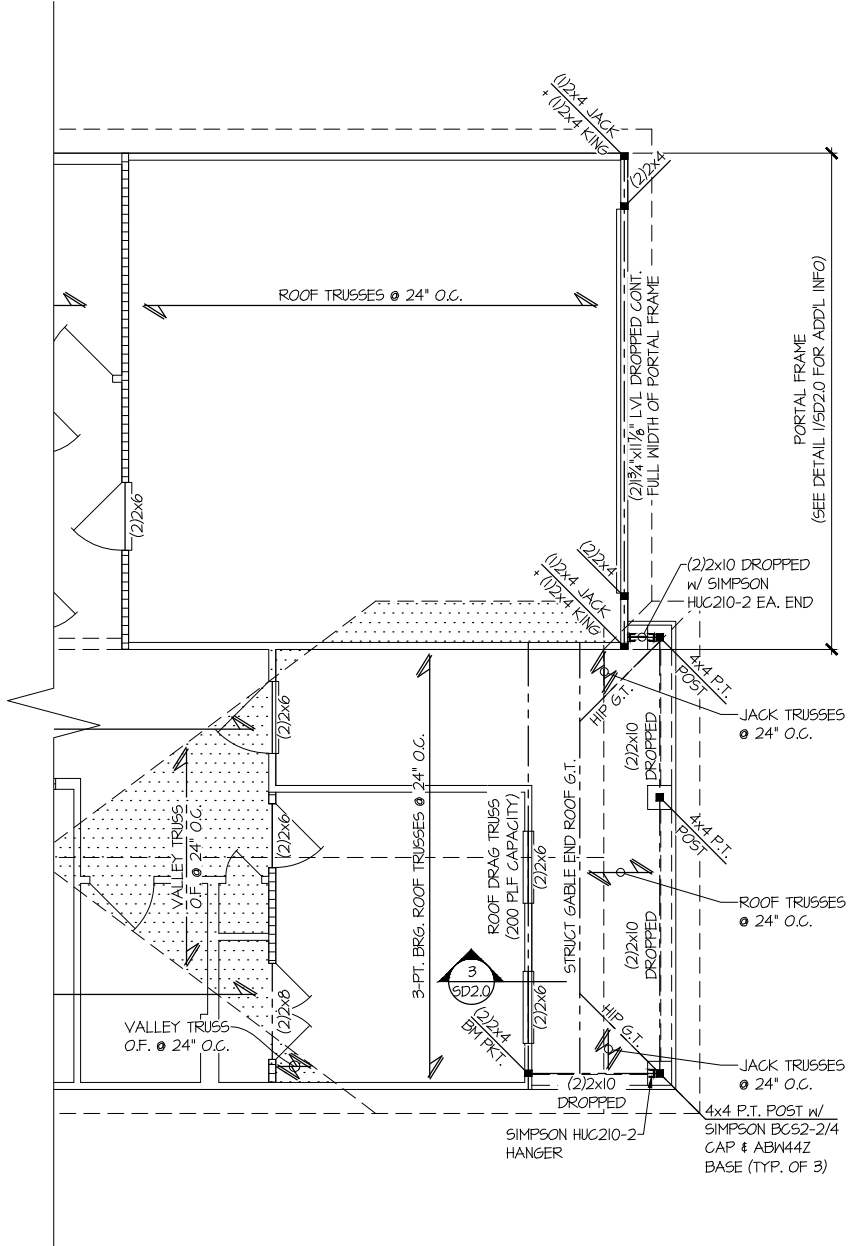 (1)2x4 JACK
+ (1)2x4 KING
(2)2x4
ROOF TRUSSES @ 24" O.C.
(2)1¾"x11⅞" LVL DROPPED CONT.
FULL WIDTH OF PORTAL FRAME
PORTAL FRAME
(SEE DETAIL 1/SD2.0 FOR ADD'L INFO)
(2)2x6
(2)2x4
(1)2x4 JACK
+ (1)2x4 KING
(2)2x10 DROPPED
W/ SIMPSON
HUC210-2 EA. END
4x4 P.T.
POST
HIP G.T.
JACK TRUSSES
@ 24" O.C.
(2)2x6
(2)2x10
DROPPED
3-PT. BRG. ROOF TRUSSES @ 24" O.C.
STRUCT GABLE END ROOF G.T.
VALLEY TRUSS
O.F. @ 24" O.C.
(2)2x6
ROOF DRAG TRUSS
(200 PLF CAPACITY)
(2)2x6
4x4 P.T.
POST
ROOF TRUSSES
@ 24" O.C.
(2)2x10
DROPPED
3
SD2.0
(2)2x6
(2)2x8
VALLEY TRUSS
O.F. @ 24" O.C.
(2)2x4
BM PKT.
HIP G.T.
JACK TRUSSES
@ 24" O.C.
(2)2x10
DROPPED
SIMPSON HUC210-2
HANGER
4x4 P.T. POST W/
SIMPSON BCS2-2/4
CAP & ABW44Z
BASE (TYP. OF 3)